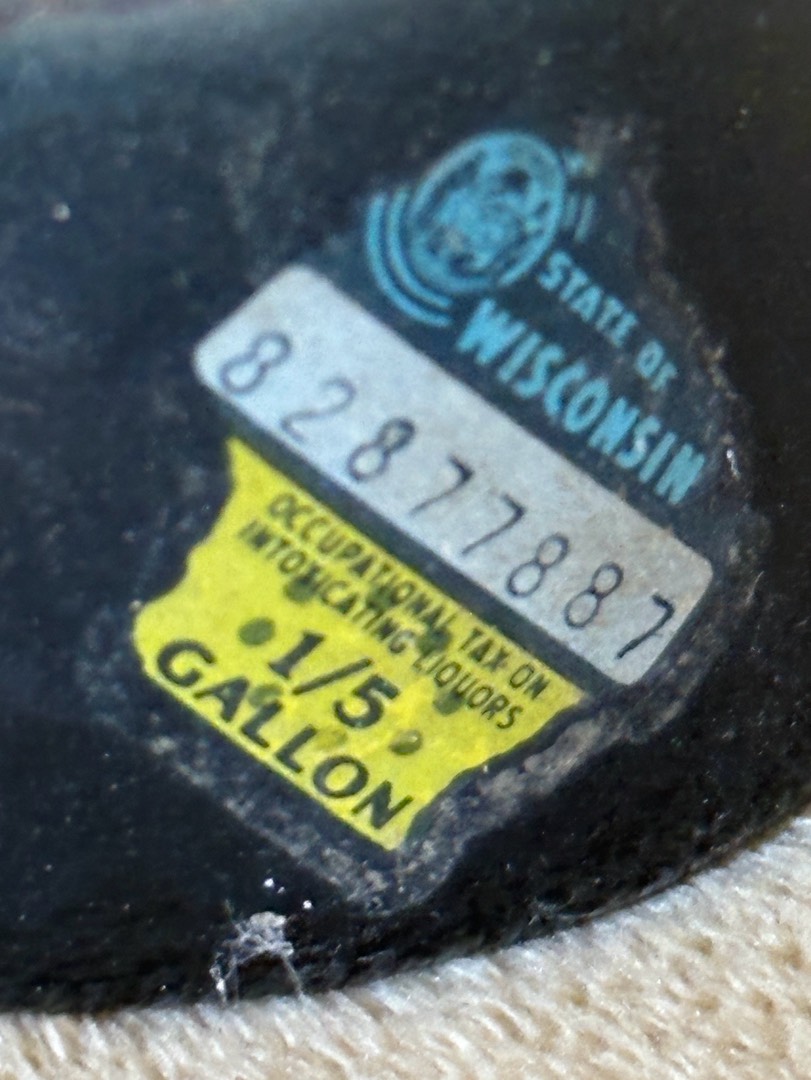 STATE OF
WISCONSIN
82877887
OCCUPATIONAL TAX ON
INTOXICATING LIQUORS
1/5
GALLON